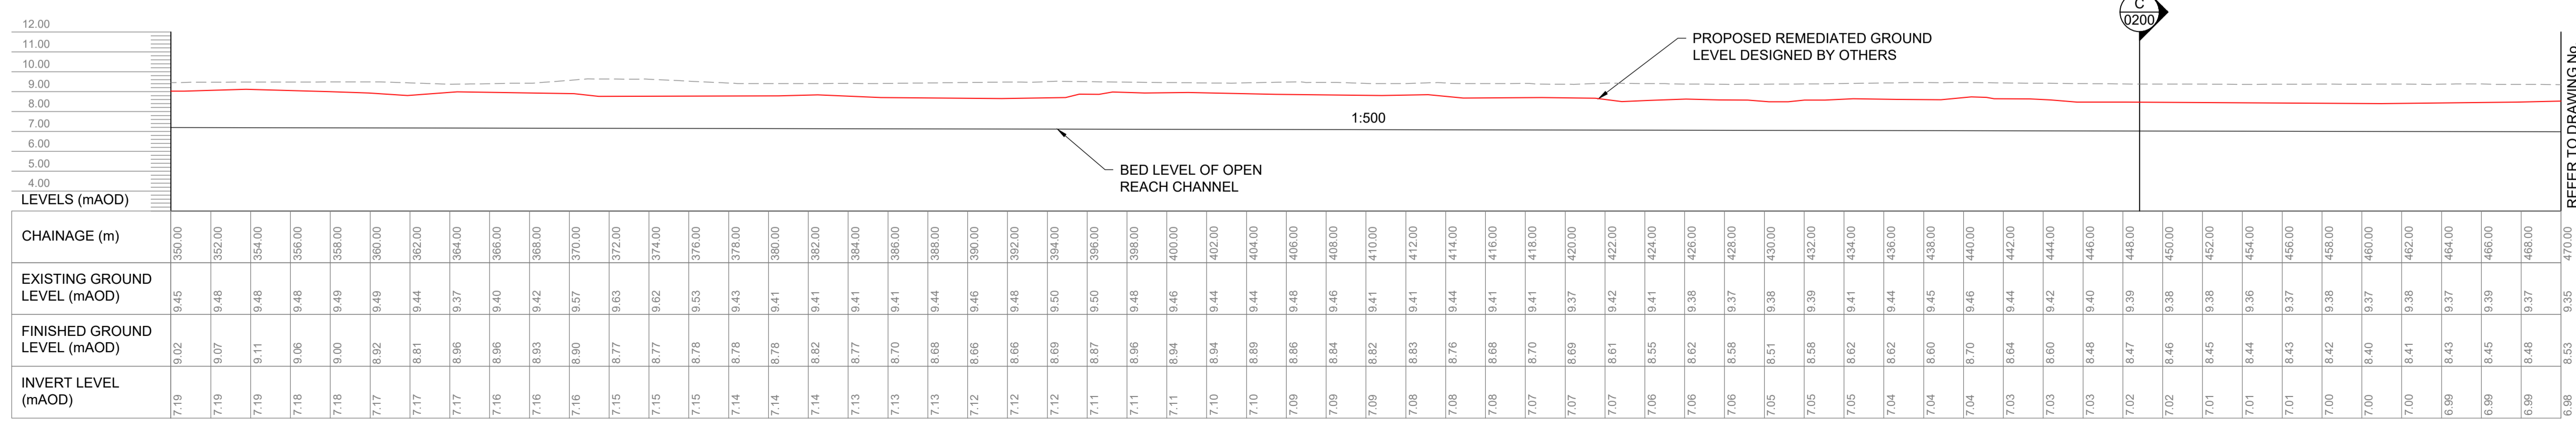 C
0200
12.00
11.00
10.00
9.00
8.00
7.00
6.00
5.00
4.00
LEVELS (mAOD)
PROPOSED REMEDIATED GROUND
LEVEL DESIGNED BY OTHERS
1:500
BED LEVEL OF OPEN
REACH CHANNEL
REFER TO DRAWING No
CHAINAGE (m)
350.00 352.00 354.00 356.00 358.00 360.00 362.00 364.00 366.00 368.00 370.00 372.00 374.00 376.00 378.00 380.00 382.00 384.00 386.00 388.00 390.00 392.00 394.00 396.00 398.00 400.00 402.00 404.00 406.00 408.00 410.00 412.00 414.00 416.00 418.00 420.00 422.00 424.00 426.00 428.00 430.00 432.00 434.00 436.00 438.00 440.00 442.00 444.00 446.00 448.00 450.00 452.00 454.00 456.00 458.00 460.00 462.00 464.00 466.00 468.00 470.00
EXISTING GROUND
LEVEL (mAOD)
9.45 9.48 9.48 9.48 9.49 9.49 9.44 9.37 9.40 9.42 9.57 9.63 9.62 9.53 9.43 9.41 9.41 9.41 9.41 9.44 9.46 9.48 9.50 9.50 9.48 9.46 9.44 9.44 9.48 9.46 9.41 9.41 9.44 9.41 9.41 9.37 9.42 9.41 9.38 9.37 9.38 9.39 9.41 9.44 9.45 9.46 9.44 9.42 9.40 9.39 9.38 9.38 9.36 9.37 9.38 9.37 9.38 9.37 9.39 9.37 9.35
FINISHED GROUND
LEVEL (mAOD)
9.02 9.07 9.11 9.06 9.00 8.92 8.81 8.96 8.96 8.93 8.90 8.77 8.77 8.78 8.78 8.78 8.82 8.77 8.70 8.68 8.66 8.66 8.69 8.87 8.96 8.94 8.94 8.89 8.86 8.84 8.82 8.83 8.76 8.68 8.70 8.69 8.61 8.55 8.62 8.58 8.51 8.58 8.62 8.62 8.60 8.70 8.64 8.60 8.48 8.47 8.46 8.45 8.44 8.43 8.42 8.40 8.41 8.43 8.45 8.48 8.53
INVERT LEVEL
(mAOD)
7.19 7.19 7.19 7.18 7.18 7.17 7.17 7.17 7.16 7.16 7.16 7.15 7.15 7.15 7.14 7.14 7.14 7.13 7.13 7.13 7.12 7.12 7.12 7.11 7.11 7.11 7.10 7.10 7.09 7.09 7.09 7.08 7.08 7.08 7.07 7.07 7.07 7.06 7.06 7.06 7.05 7.05 7.05 7.04 7.04 7.04 7.03 7.03 7.03 7.02 7.02 7.01 7.01 7.01 7.00 7.00 7.00 6.99 6.99 6.99 6.98